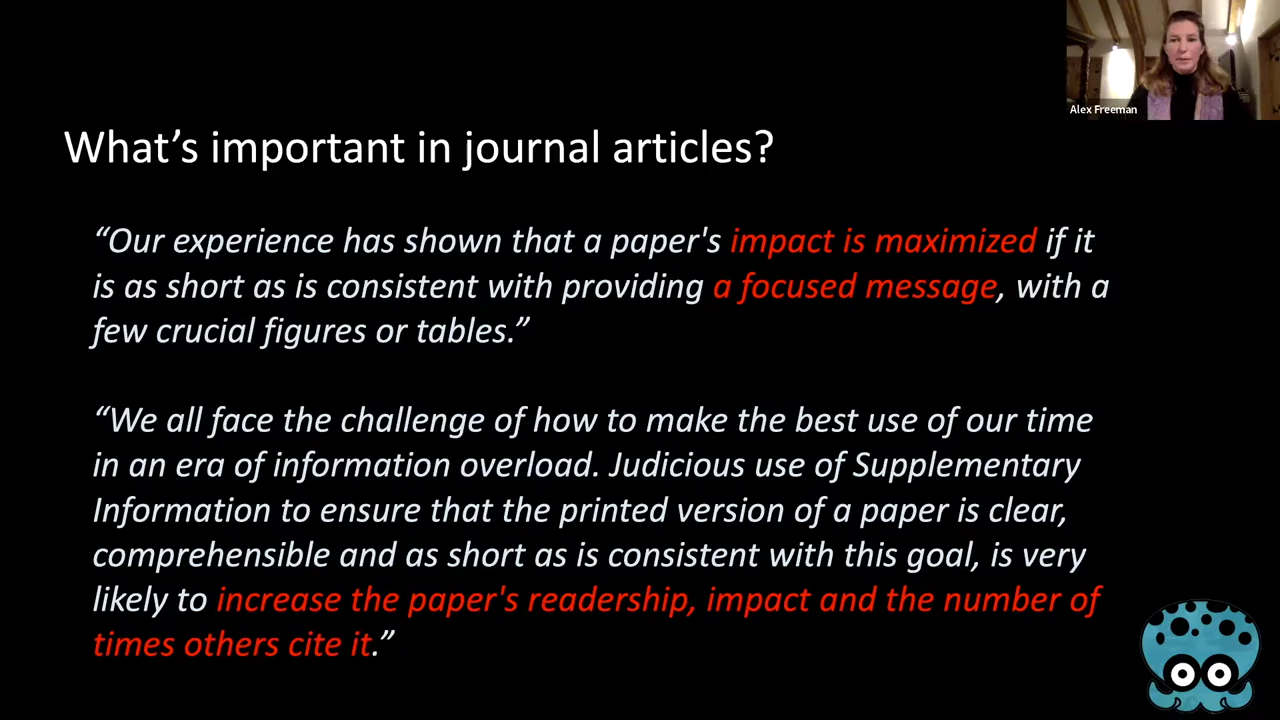 Alex Freeman
What’s important in journal articles?
“Our experience has shown that a paper's impact is maximized if it
is as short as is consistent with providing a focused message, with a
few crucial figures or tables.”
“We all face the challenge of how to make the best use of our time
in an era of information overload. Judicious use of Supplementary
Information to ensure that the printed version of a paper is clear,
comprehensible and as short as is consistent with this goal, is very
likely to increase the paper's readership, impact and the number of
times others cite it.”